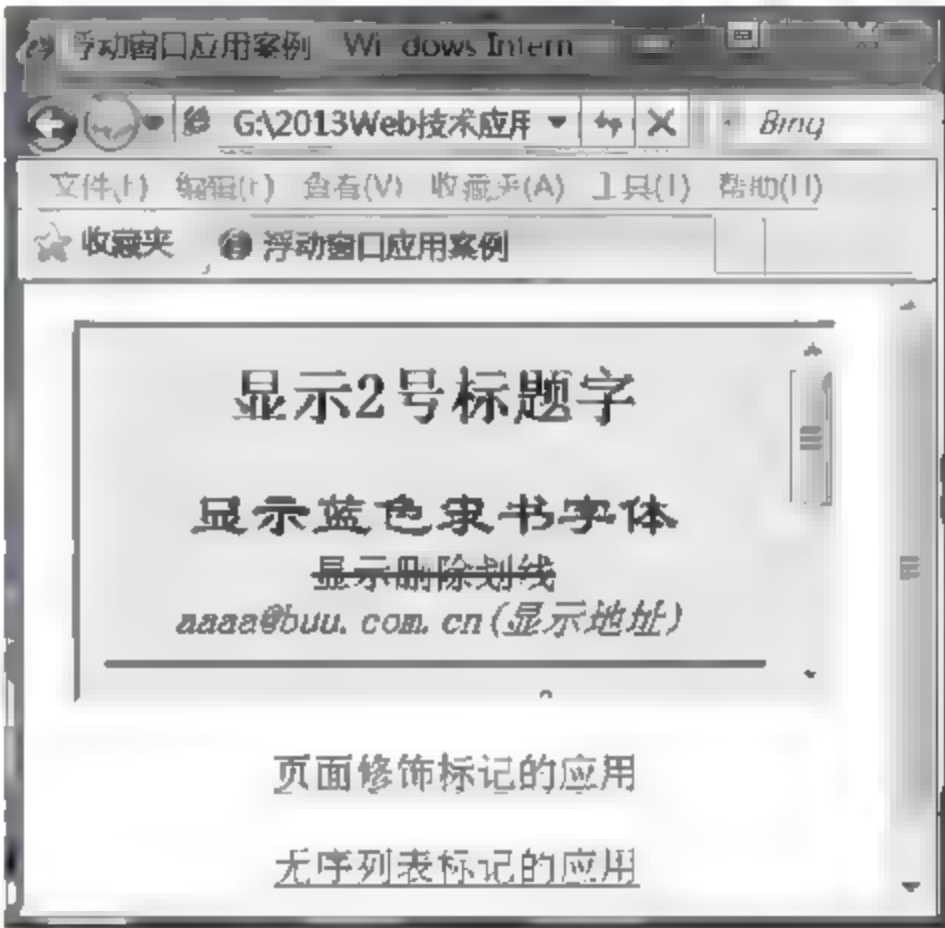 浮动窗口应用案例 Windows Intern
G:\2013Web技术应用 Bing
文件(F) 编辑(E) 查看(V) 收藏夹(A) 工具(T) 帮助(H)
收藏夹 浮动窗口应用案例
显示2号标题字
显示蓝色隶书字体
显示删除划线
aaaa@buu.com.cn(显示地址)
页面修饰标记的应用
无序列表标记的应用